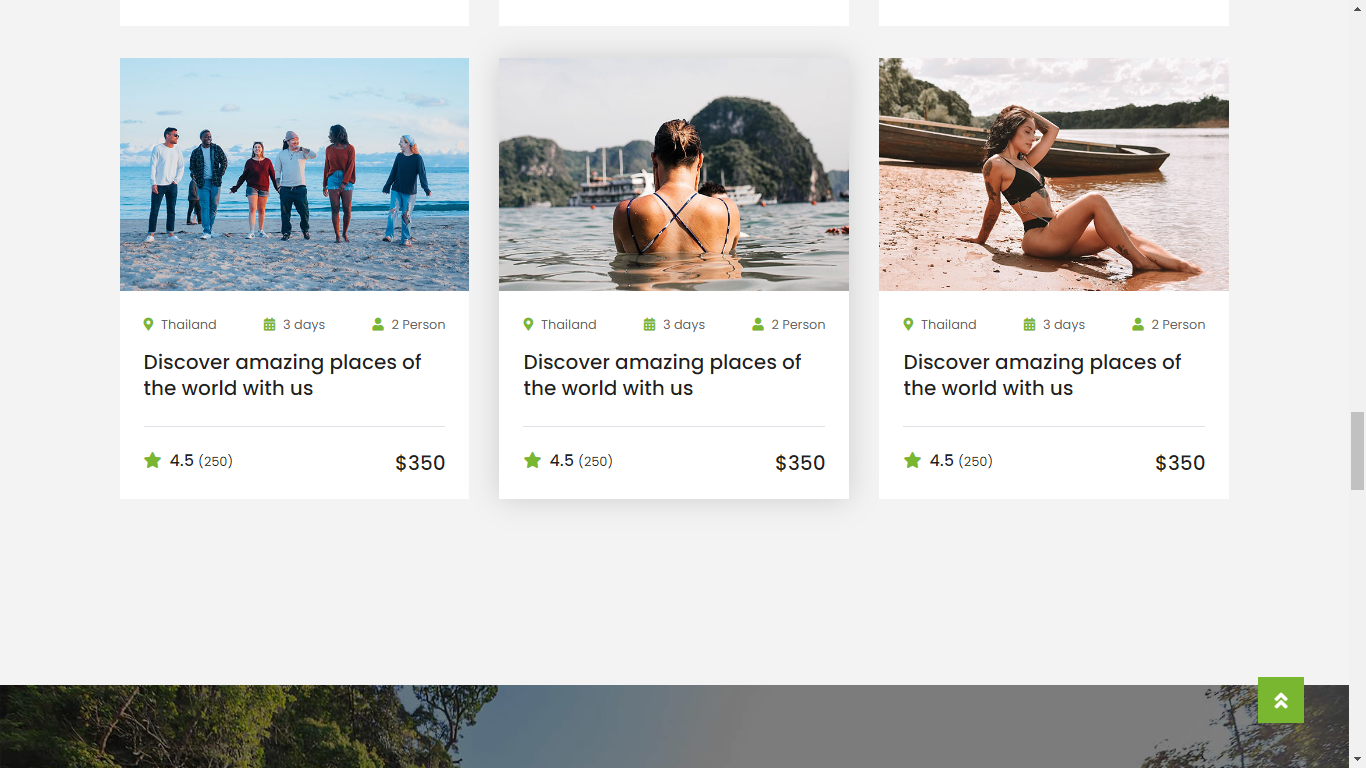 Thailand 3 days 2 Person
Discover amazing places of
the world with us
4.5 (250) $350
Thailand 3 days 2 Person
Discover amazing places of
the world with us
4.5 (250) $350
Thailand 3 days 2 Person
Discover amazing places of
the world with us
4.5 (250) $350